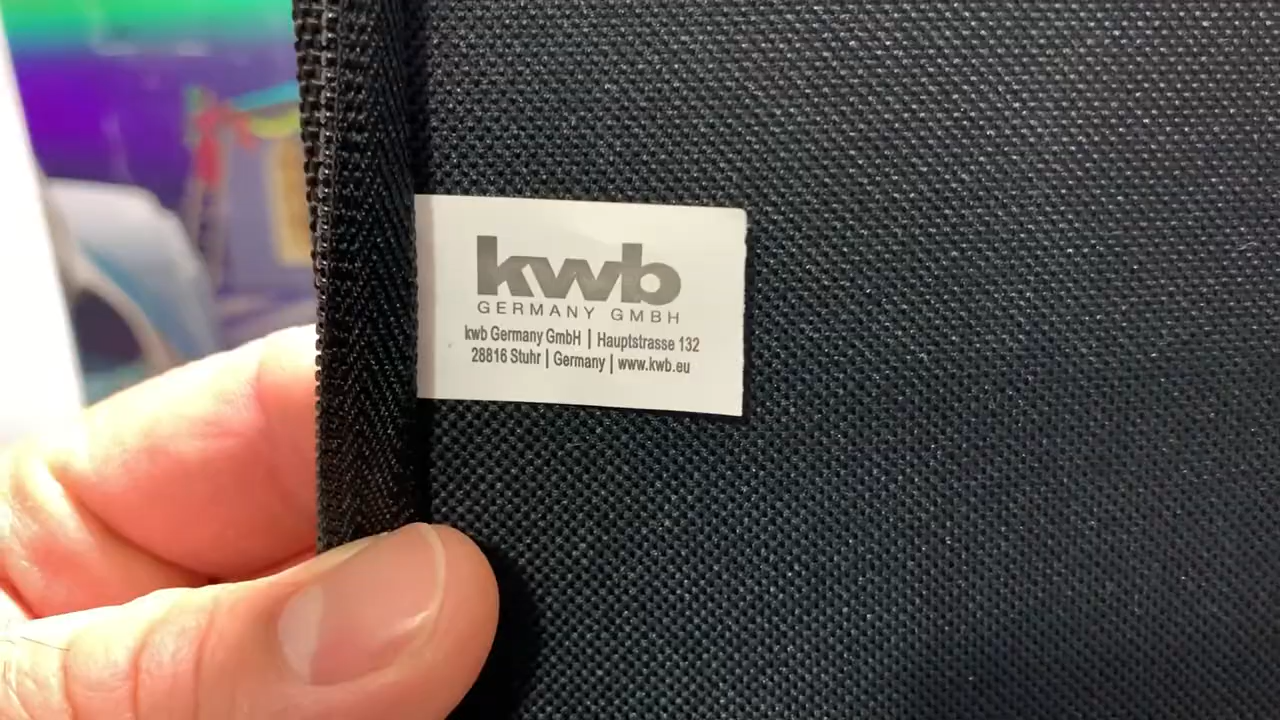 kwb
GERMANY GMBH
kwb Germany GmbH | Hauptstrasse 132
28816 Stuhr | Germany | www.kwb.eu